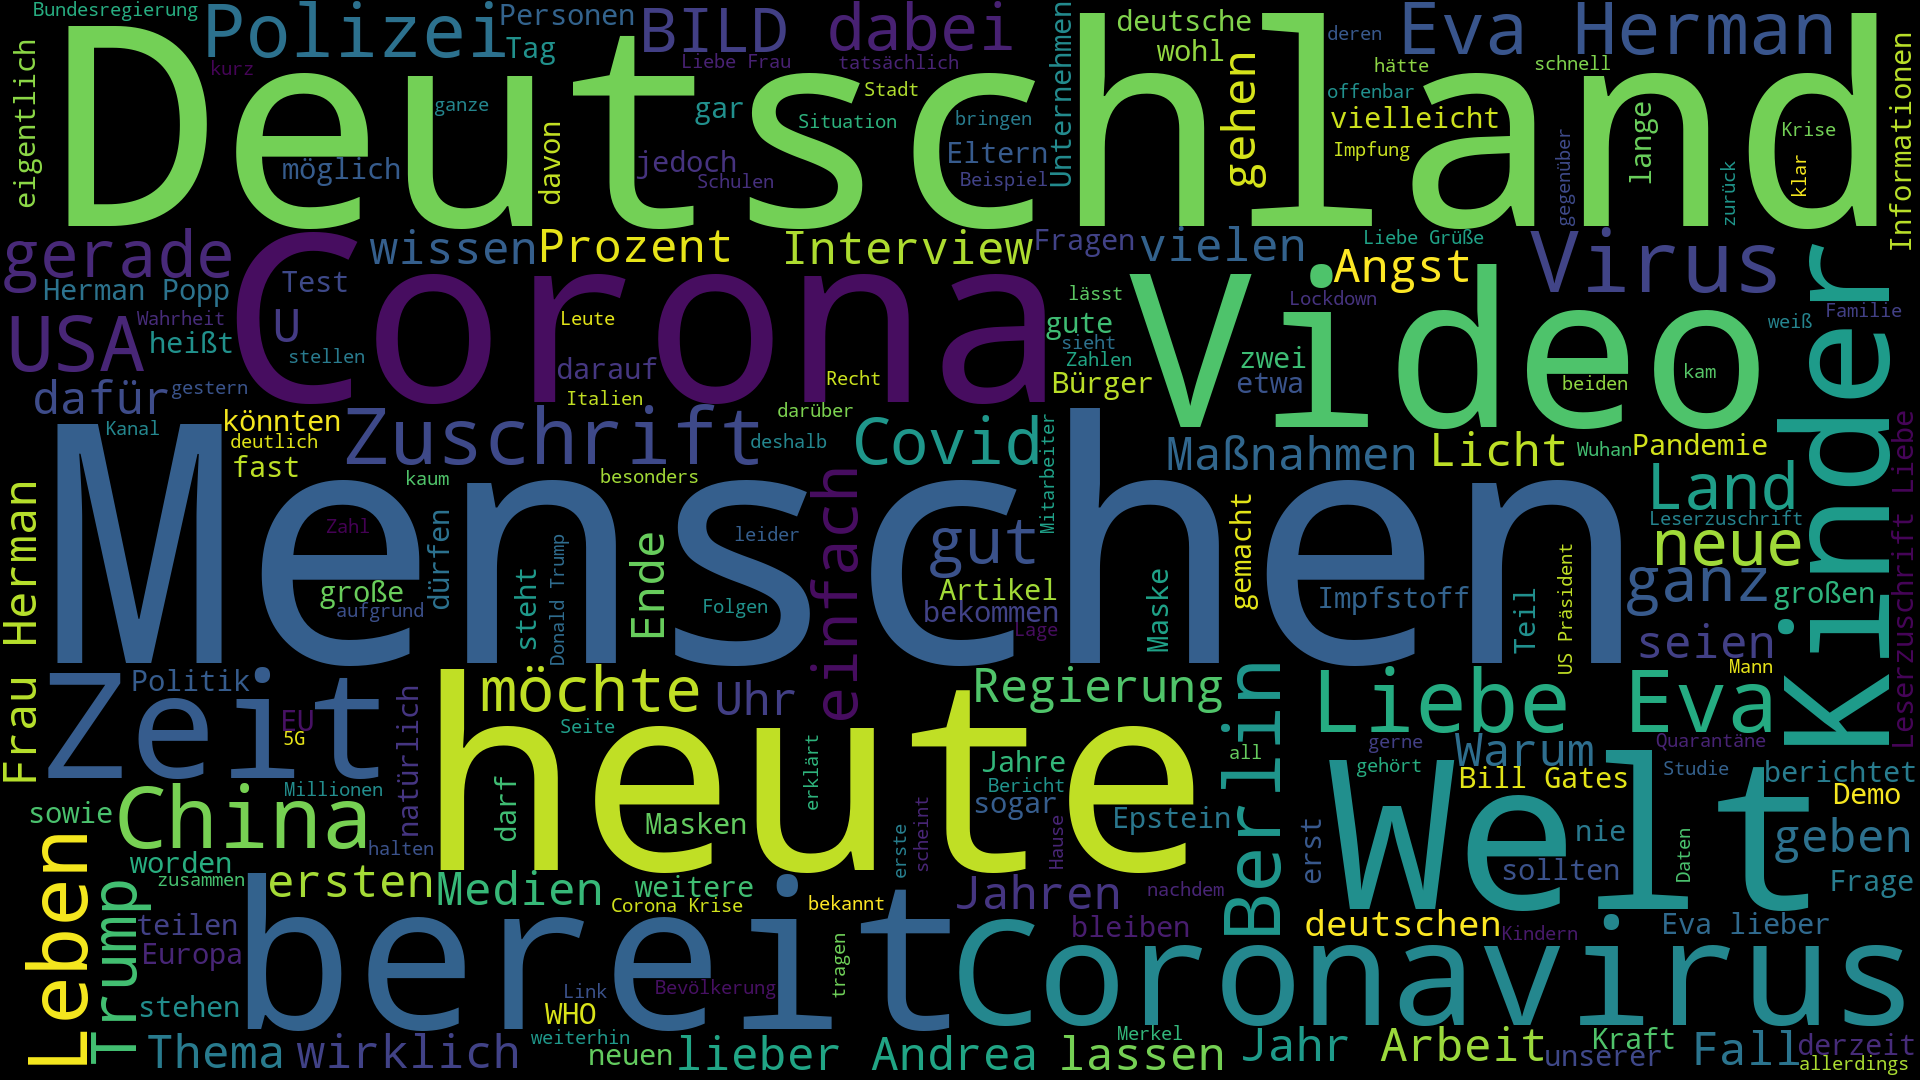 Bundesregierung
Polizei
Personen
Tag
BILD
dabei
deutsche
wohl
deren
Eva Herman
Deutschland
kurz
Liebe Frau
tatsächlich
Unternehmen
hätte
schnell
eigentlich
ganze
gar
Stadt
Situation
bringen
gehen
offenbar
vielleicht
Informationen
möglich
davon
jedoch
Schulen
Eltern
Beispiel
Impfung
gegenüber
lange
zurück
Krise
klar
gerade
Corona
wissen
Prozent
Interview
Fragen
vielen
Liebe Grüße
Angst
Virus
Herman Popp
Test
U
Wahrheit
USA
heißt
stellen
Leute
lässt
gute
sieht
Zahlen
Lockdown
Video
weiß
Familie
Kinder
dafür
gestern
darauf
Italien
Recht
Bürger
zwei
etwa
beiden
kam
Kanal
könnten
deutlich
fast
Zuschrift
darüber
deshalb
Covid
Maßnahmen
Licht
Wuhan
Pandemie
Menschen
kaum
besonders
einfach
Mitarbeiter
Land
Leserzuschrift
Leserzuschrift Liebe
Frau Herman
Zahl
große
aufgrund
dürfen
steht
Donald Trump
Ende
leider
Folgen
gut
Artikel
bekommen
Lage
Maske
gemacht
Impfstoff
Teil
US Präsident
neue
ganz
großen
seien
Mann
Zeit
Politik
EU
5G
natürlich
möchte
heute
Seite
Uhr
Regierung
Berlin
Liebe Eva
gerne
gehört
Warum
Quarantäne
Studie
berichtet
Bill Gates
Demo
China
Millionen
sowie
halten
darf
Masken
erklärt
Jahre
Bericht
sogar
all
Epstein
Welt
nie
geben
Leben
worden
zusammen
ersten
Medien
weitere
Corona Krise
bekannt
erste
scheint
Hause
Jahren
nachdem
erst
sollten
Daten
Frage
Trump
teilen
Europa
bereit
bleiben
deutschen
Kindern
Eva lieber
stehen
Link
WHO
Bevölkerung
tragen
Coronavirus
Thema
wirklich
weiterhin
neuen
lieber Andrea
lassen
Merkel
Jahr
Arbeit
Kraft
unserer
Fall
derzeit
allerdings